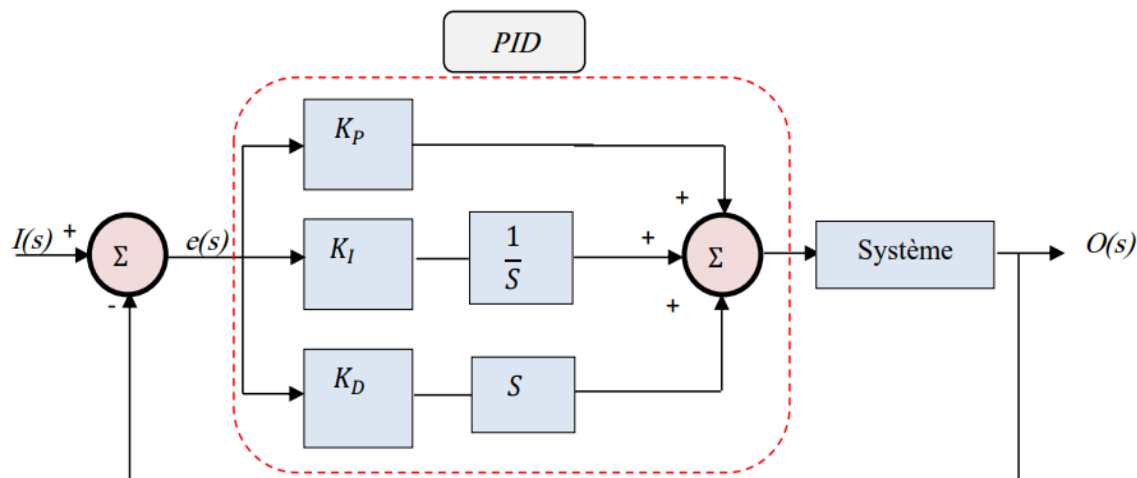 PID
K_P
+
I(s) +
Σ
e(s)
K_I
1/S
+
Σ
Système
O(s)
-
+
K_D
S